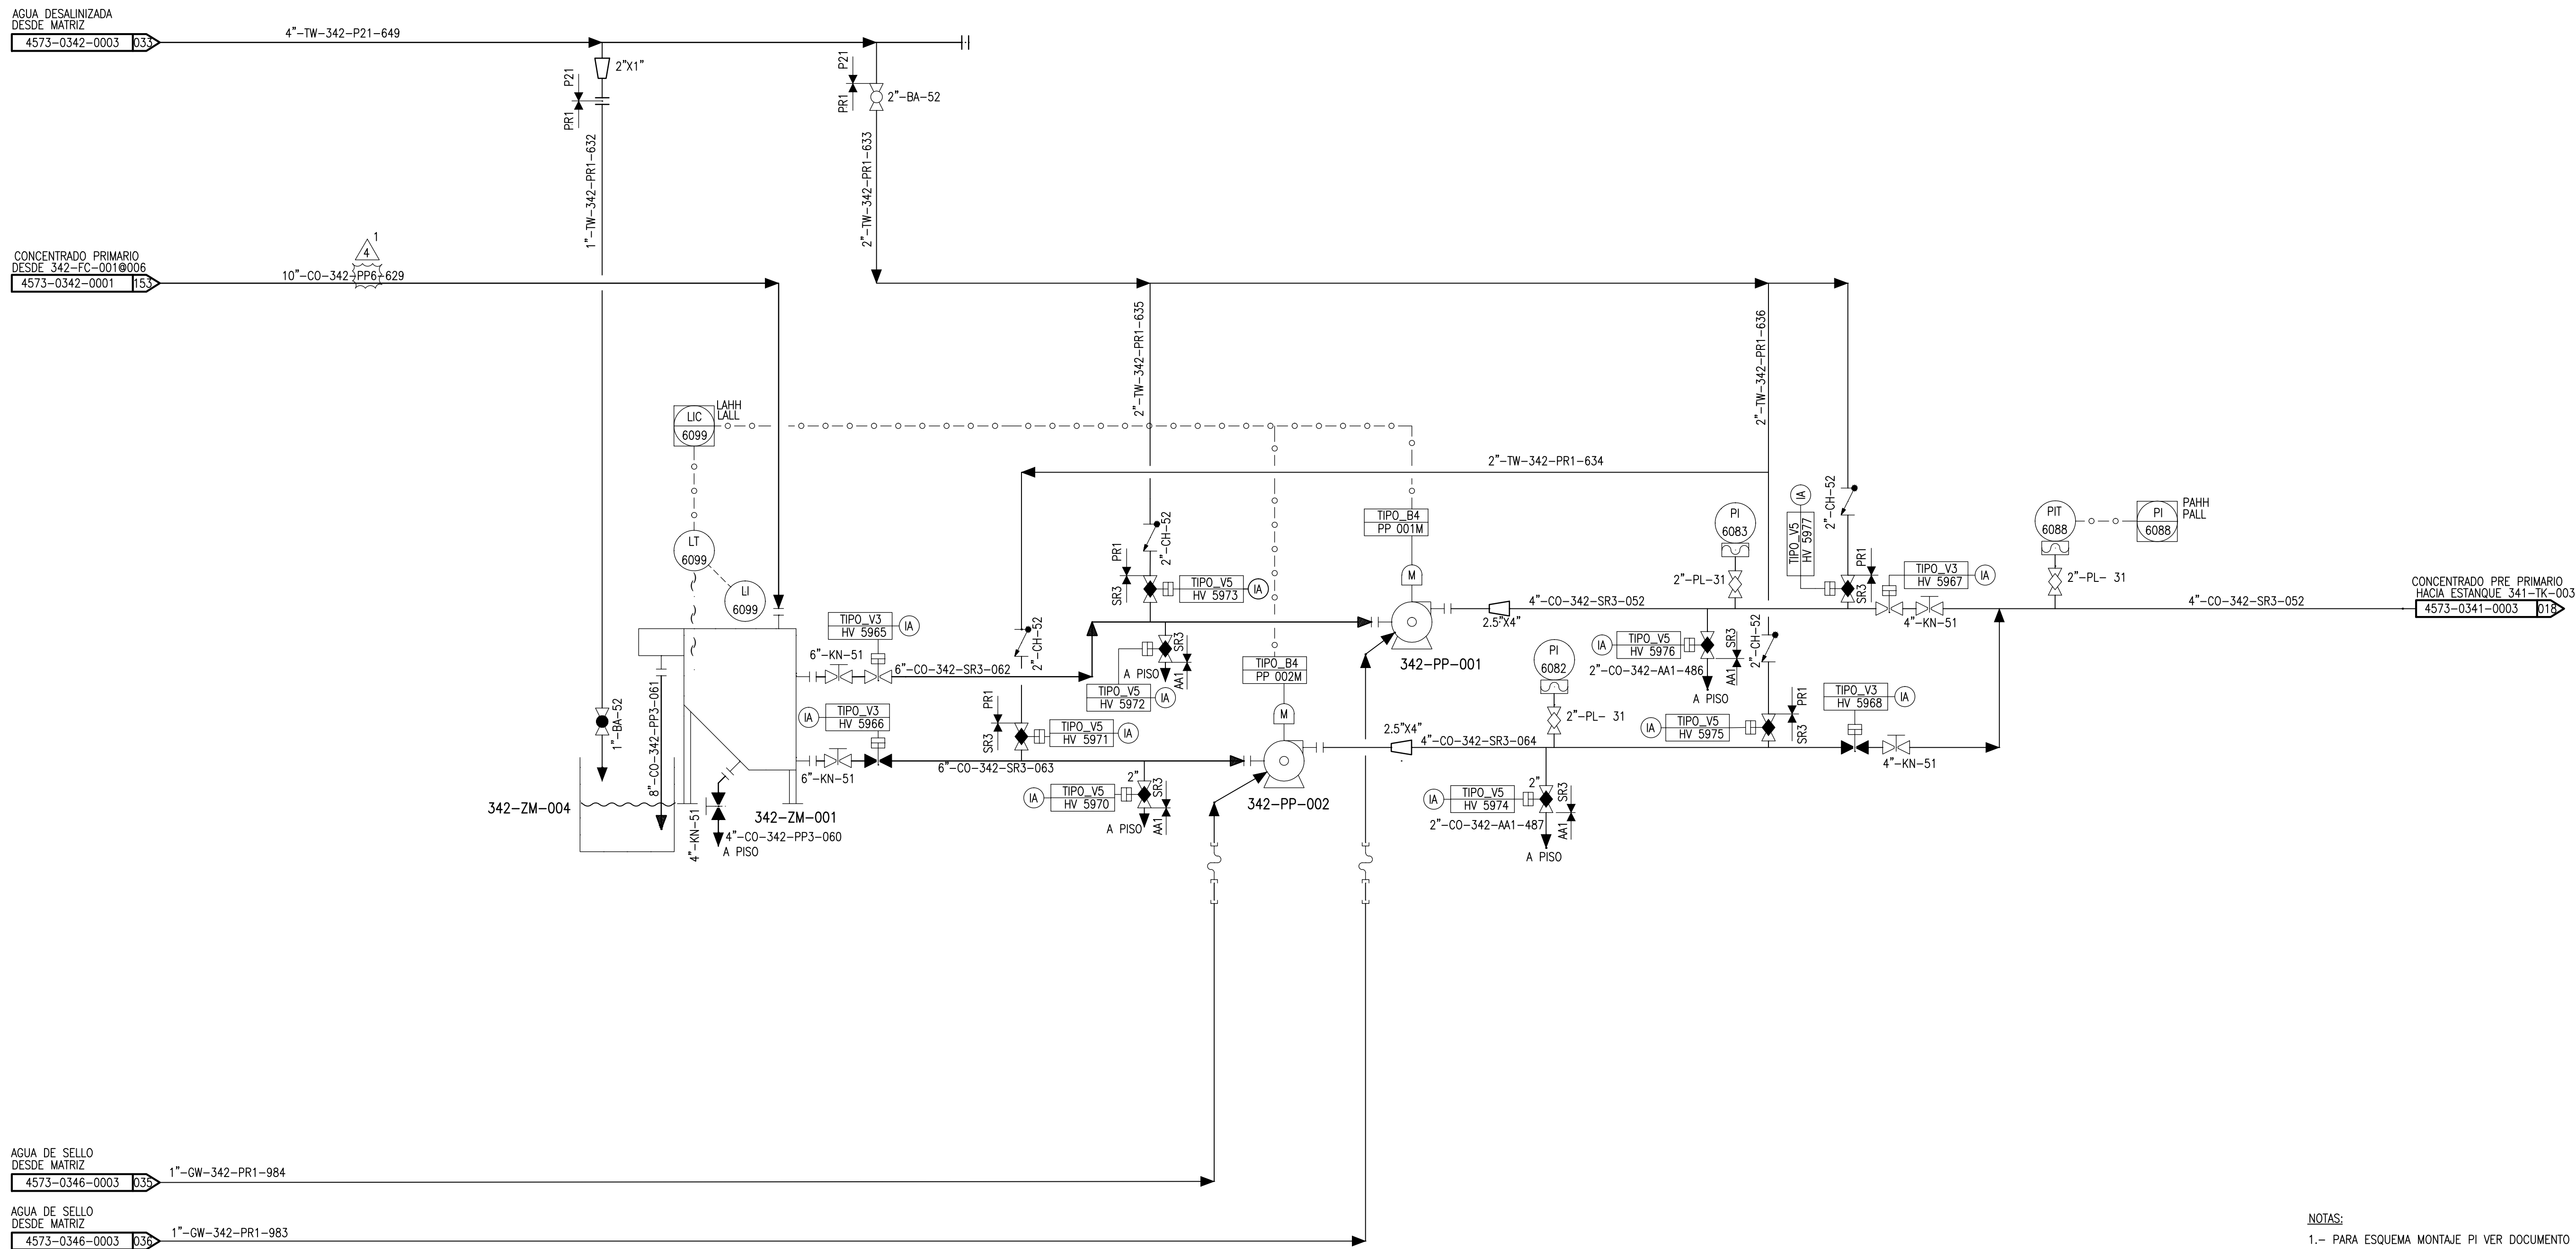 AGUA DESALINIZADA
DESDE MATRIZ
4573-0342-0003 033
4"-TW-342-P21-649
2"X1"
P21
PR1
1"-TW-342-PR1-632
P21
PR1
2"-BA-52
2"-TW-342-PR1-633
CONCENTRADO PRIMARIO
DESDE 342-FC-001@006
4573-0342-0001 153
10"-CO-342-PP6-629
4
1
2"-TW-342-PR1-635
2"-TW-342-PR1-636
LIC
6099
LAHH
LALL
2"-TW-342-PR1-634
LT
6099
LI
6099
TIPO_B4
PP 001M
M
2"-CH-52
PR1
SR3
TIPO_V5
HV 5973
IA
PI
6083
2"-PL-31
IA
TIPO_V5
HV 5977
2"-CH-52
PR1
SR3
TIPO_V3
HV 5967
IA
4"-KN-51
PIT
6088
PI
6088
PAHH
PALL
2"-PL- 31
4"-CO-342-SR3-052
CONCENTRADO PRE PRIMARIO
HACIA ESTANQUE 341-TK-003
4573-0341-0003 018
TIPO_V3
HV 5965
IA
6"-KN-51
6"-CO-342-SR3-062
2"-CH-52
SR3
AA1
A PISO
TIPO_V5
HV 5972
IA
4"-CO-342-SR3-052
2.5"X4"
342-PP-001
TIPO_B4
PP 002M
M
PI
6082
2"-PL- 31
IA
TIPO_V5
HV 5976
SR3
AA1
2"-CO-342-AA1-486
A PISO
2"-CH-52
PR1
SR3
IA
TIPO_V5
HV 5975
TIPO_V3
HV 5968
IA
4"-KN-51
8"-CO-342-PP3-061
1"-BA-52
IA
TIPO_V3
HV 5966
6"-KN-51
PR1
SR3
TIPO_V5
HV 5971
IA
6"-CO-342-SR3-063
2.5"X4"
4"-CO-342-SR3-064
342-ZM-004
4"-KN-51
342-ZM-001
4"-CO-342-PP3-060
A PISO
IA
TIPO_V5
HV 5970
2"
SR3
AA1
A PISO
342-PP-002
IA
TIPO_V5
HV 5974
2"
SR3
AA1
2"-CO-342-AA1-487
A PISO
AGUA DE SELLO
DESDE MATRIZ
4573-0346-0003 035
1"-GW-342-PR1-984
AGUA DE SELLO
DESDE MATRIZ
4573-0346-0003 036
1"-GW-342-PR1-983
NOTAS:
1.- PARA ESQUEMA MONTAJE PI VER DOCUMENTO